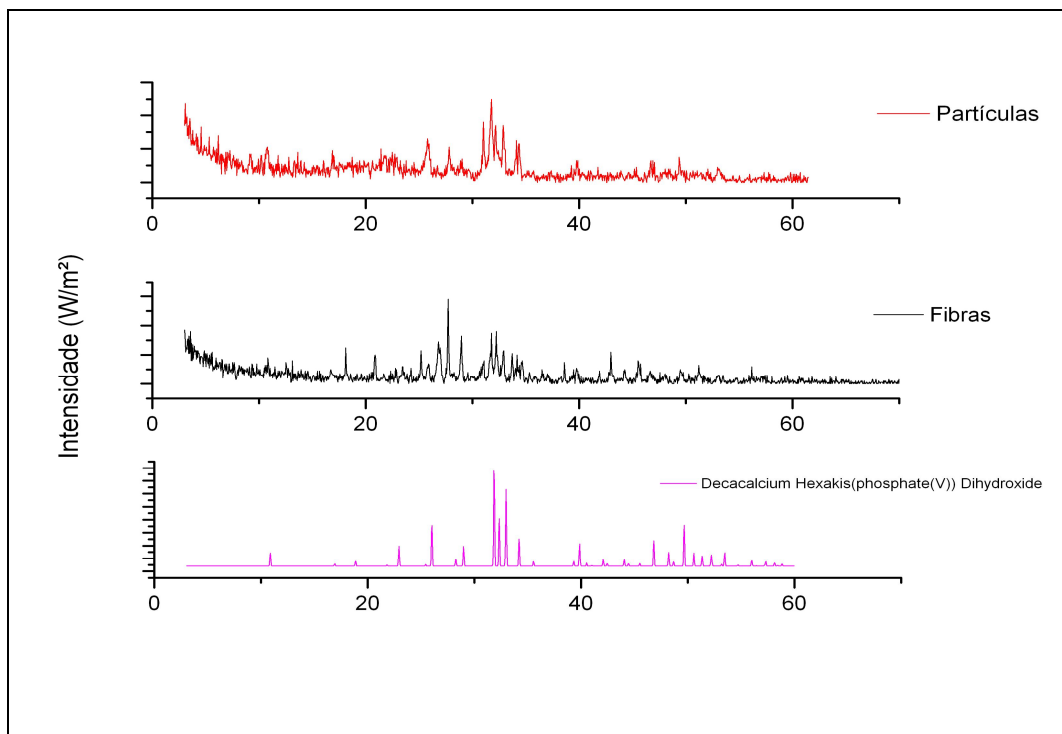 Partículas
0 20 40 60
Intensidade (W/m²)
Fibras
0 20 40 60
Decacalcium Hexakis(phosphate(V)) Dihydroxide
0 20 40 60